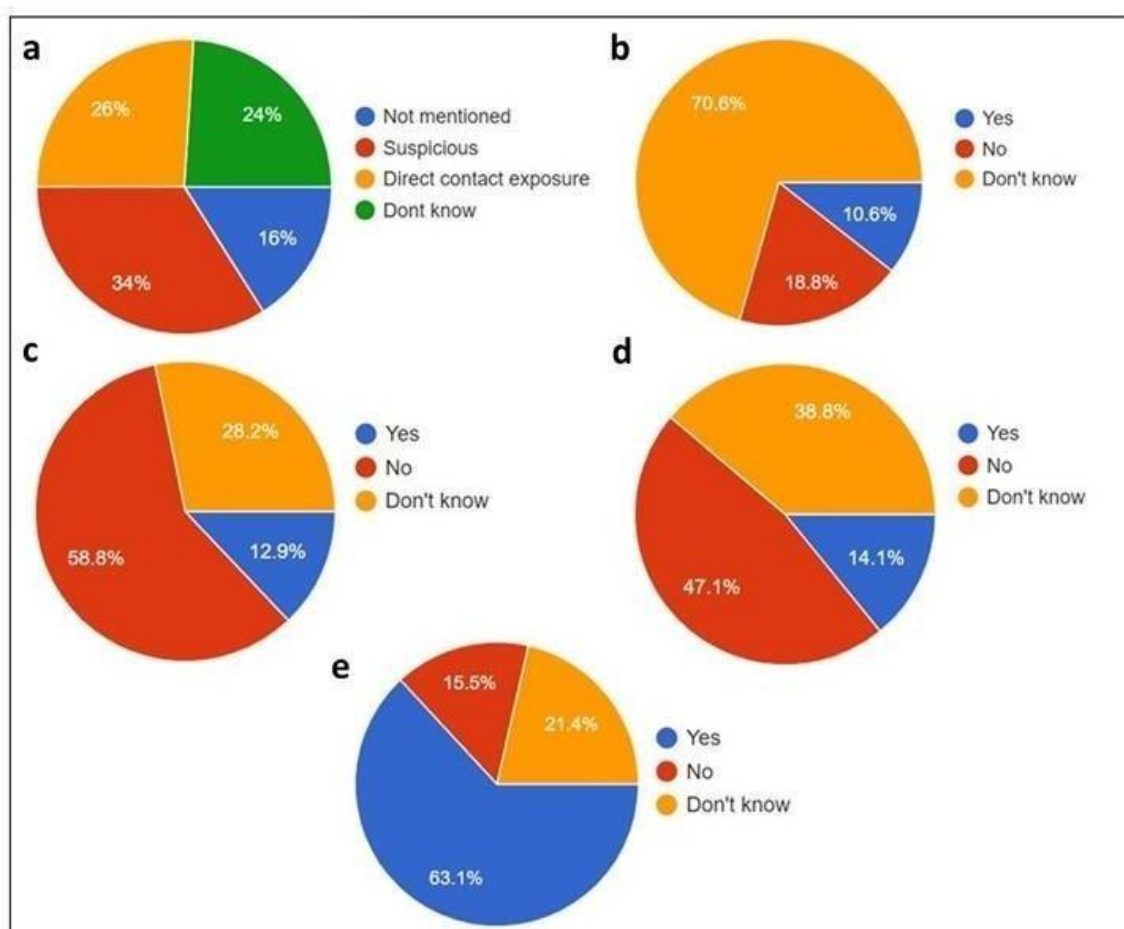 a
26%
24%
34%
16%
Not mentioned
Suspicious
Direct contact exposure
Dont know
b
70.6%
10.6%
18.8%
Yes
No
Don't know
c
28.2%
58.8%
12.9%
Yes
No
Don't know
d
38.8%
47.1%
14.1%
Yes
No
Don't know
e
15.5%
21.4%
63.1%
Yes
No
Don't know